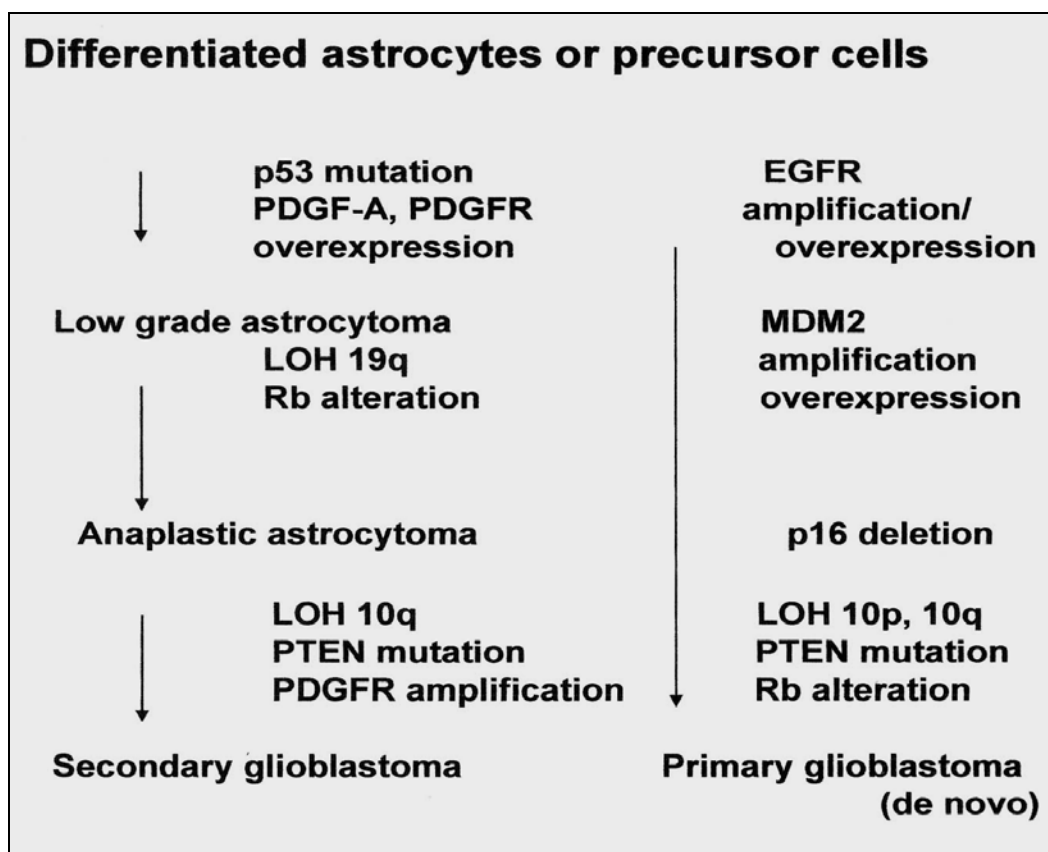 Differentiated astrocytes or precursor cells
p53 mutation
PDGF-A, PDGFR
overexpression
Low grade astrocytoma
LOH 19q
Rb alteration
Anaplastic astrocytoma
LOH 10q
PTEN mutation
PDGFR amplification
Secondary glioblastoma
EGFR
amplification/
overexpression
MDM2
amplification
overexpression
p16 deletion
LOH 10p, 10q
PTEN mutation
Rb alteration
Primary glioblastoma
(de novo)